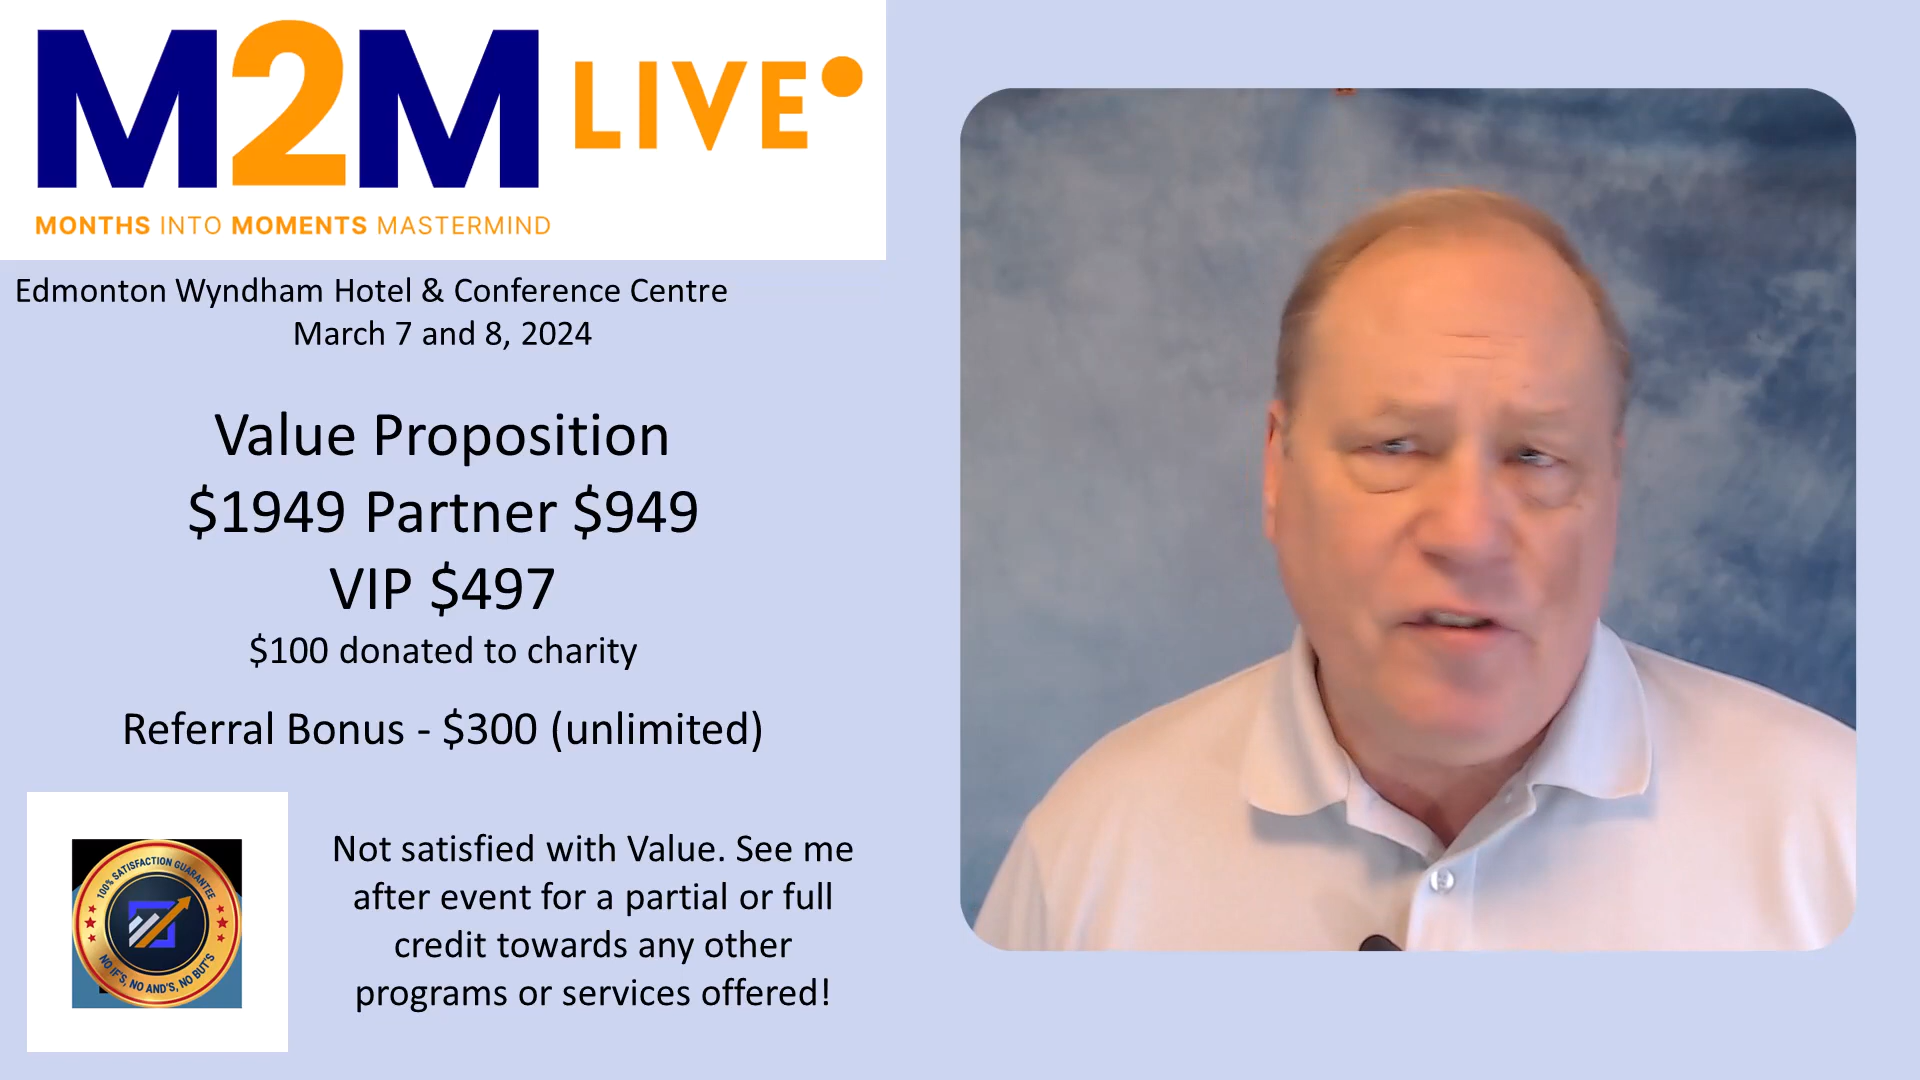 M2M LIVE
MONTHS INTO MOMENTS MASTERMIND
Edmonton Wyndham Hotel & Conference Centre
March 7 and 8, 2024
Value Proposition
$1949 Partner $949
VIP $497
$100 donated to charity
Referral Bonus - $300 (unlimited)
100% SATISFACTION GUARANTEE
NO IF'S, NO AND'S, NO BUT'S
Not satisfied with Value. See me
after event for a partial or full
credit towards any other
programs or services offered!